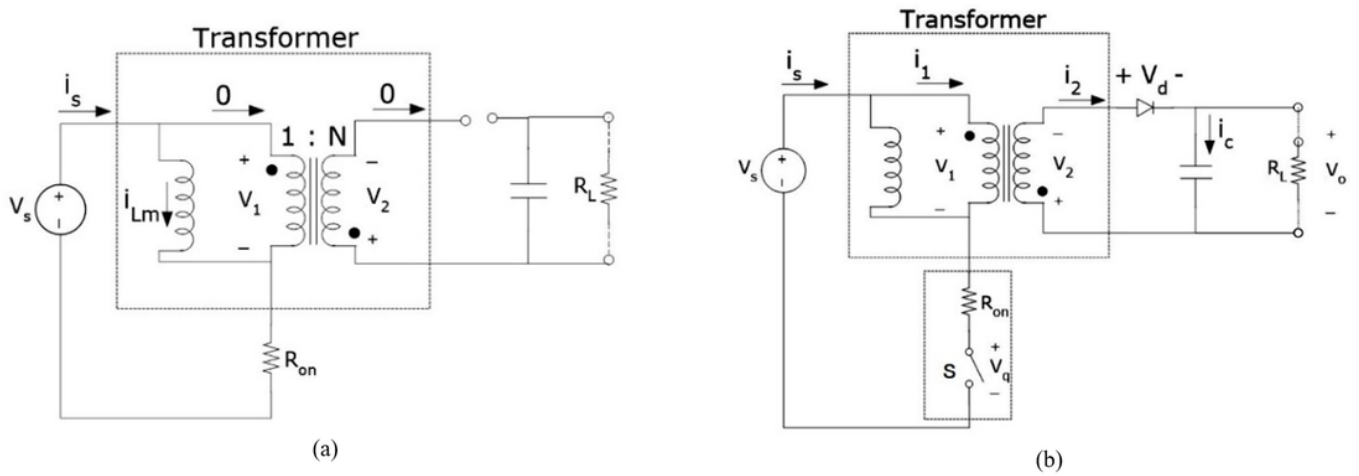 Transformer
i_s
0
0
1 : N
+
+
−
V_s
+
−
i_Lm
V_1
V_2
R_L
−
+
R_on
(a)
Transformer
i_s
i_1
i_2
+ V_d -
+
−
i_c
+
V_s
+
−
V_1
V_2
R_L
V_o
−
+
−
R_on
+
S
V_q
−
(b)